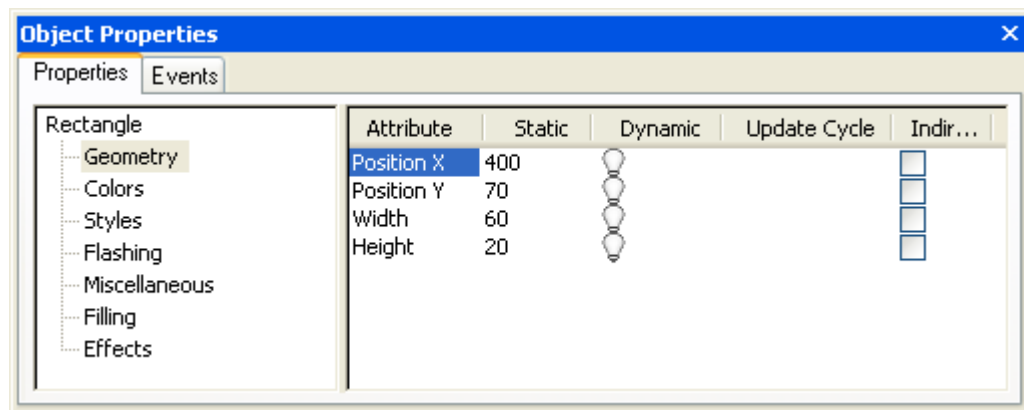 Object Properties
Properties Events
Rectangle
Geometry
Colors
Styles
Flashing
Miscellaneous
Filling
Effects
Attribute Static Dynamic Update Cycle Indir...
Position X 400
Position Y 70
Width 60
Height 20